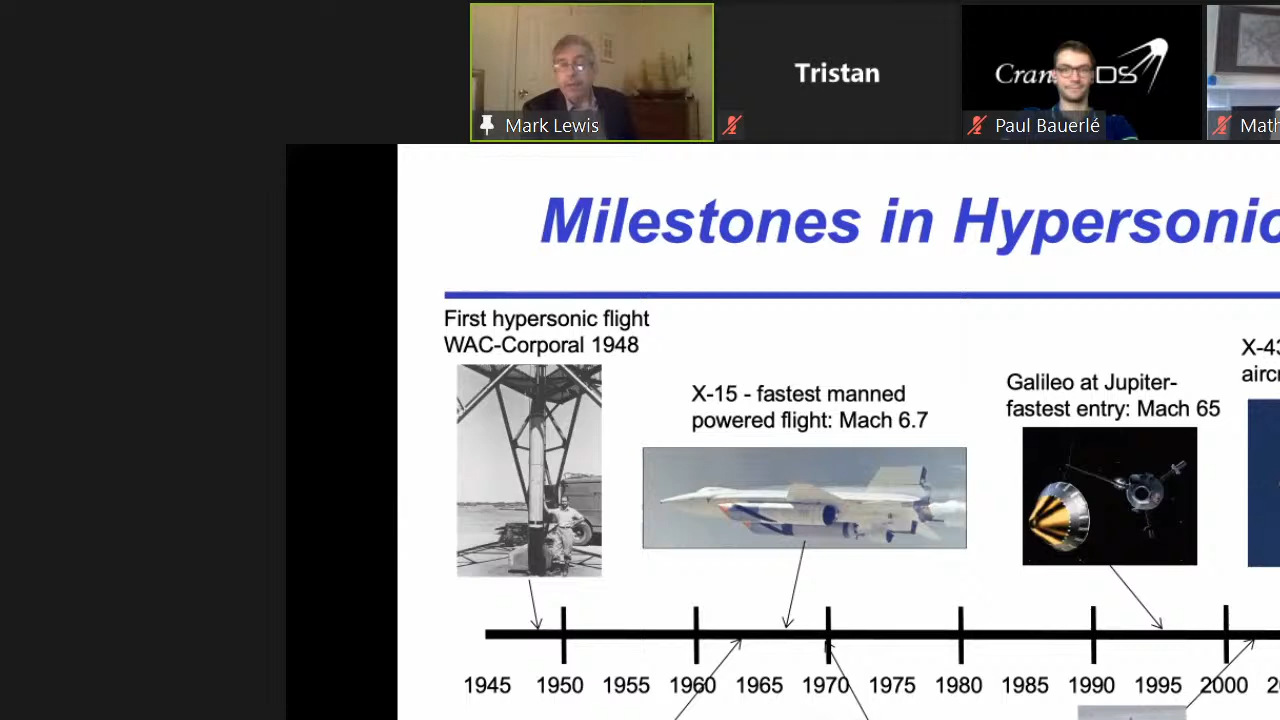 Mark Lewis
Tristan
Cran
DS
Paul Bauerlé
Math
Milestones in Hypersonic
First hypersonic flight
WAC-Corporal 1948
X-15 - fastest manned
powered flight: Mach 6.7
Galileo at Jupiter-
fastest entry: Mach 65
X-43
aircr
1945 1950 1955 1960 1965 1970 1975 1980 1985 1990 1995 2000 20